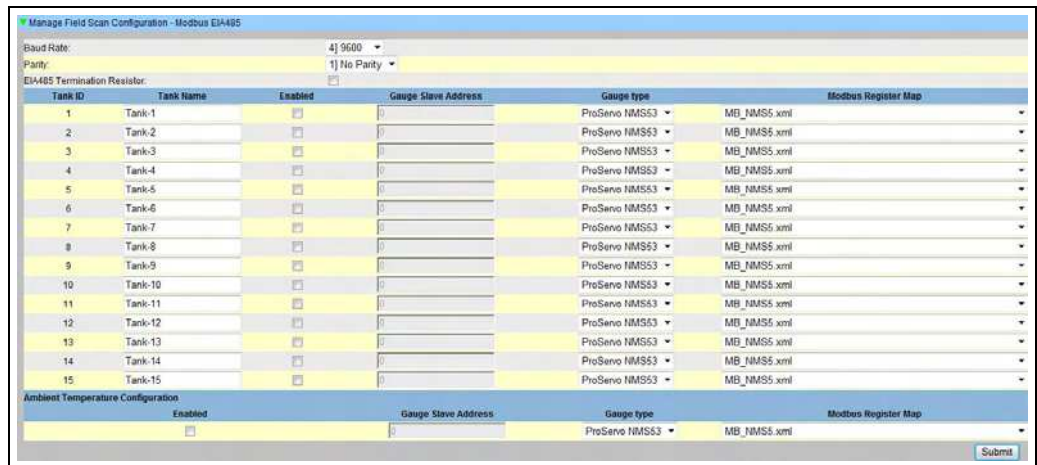 Manage Field Scan Configuration - Modbus EIA485
Baud Rate: 4] 9600
Parity: 1] No Parity
EIA485 Termination Resistor:
Tank ID Tank Name Enabled Gauge Slave Address Gauge type Modbus Register Map
1 Tank-1 0 ProServo NMS53 MB_NMS5.xml
2 Tank-2 0 ProServo NMS53 MB_NMS5.xml
3 Tank-3 0 ProServo NMS53 MB_NMS5.xml
4 Tank-4 0 ProServo NMS53 MB_NMS5.xml
5 Tank-5 0 ProServo NMS53 MB_NMS5.xml
6 Tank-6 0 ProServo NMS53 MB_NMS5.xml
7 Tank-7 0 ProServo NMS53 MB_NMS5.xml
8 Tank-8 0 ProServo NMS53 MB_NMS5.xml
9 Tank-9 0 ProServo NMS53 MB_NMS5.xml
10 Tank-10 0 ProServo NMS53 MB_NMS5.xml
11 Tank-11 0 ProServo NMS53 MB_NMS5.xml
12 Tank-12 0 ProServo NMS53 MB_NMS5.xml
13 Tank-13 0 ProServo NMS53 MB_NMS5.xml
14 Tank-14 0 ProServo NMS53 MB_NMS5.xml
15 Tank-15 0 ProServo NMS53 MB_NMS5.xml
Ambient Temperature Configuration
Enabled Gauge Slave Address Gauge type Modbus Register Map
0 ProServo NMS53 MB_NMS5.xml
Submit